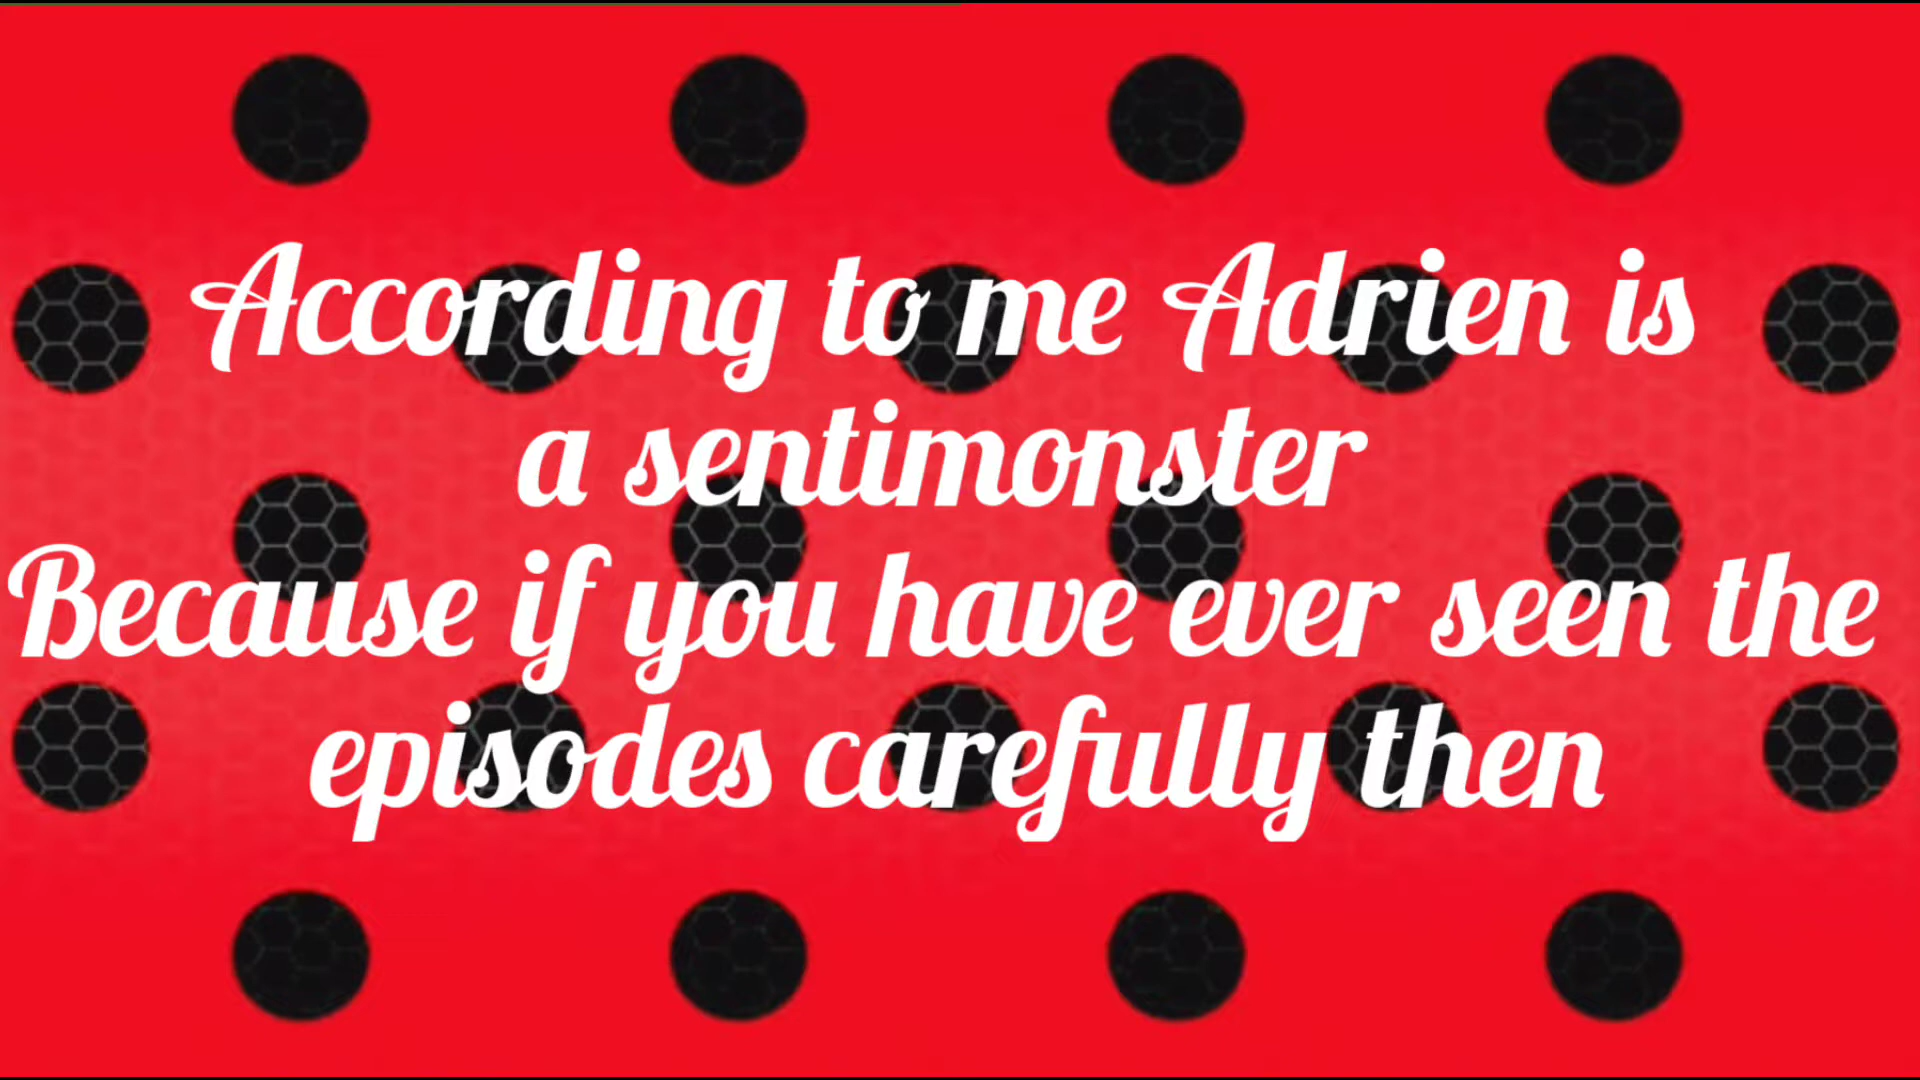 According to me Adrien is
a sentimonster
Because if you have ever seen the
episodes carefully then